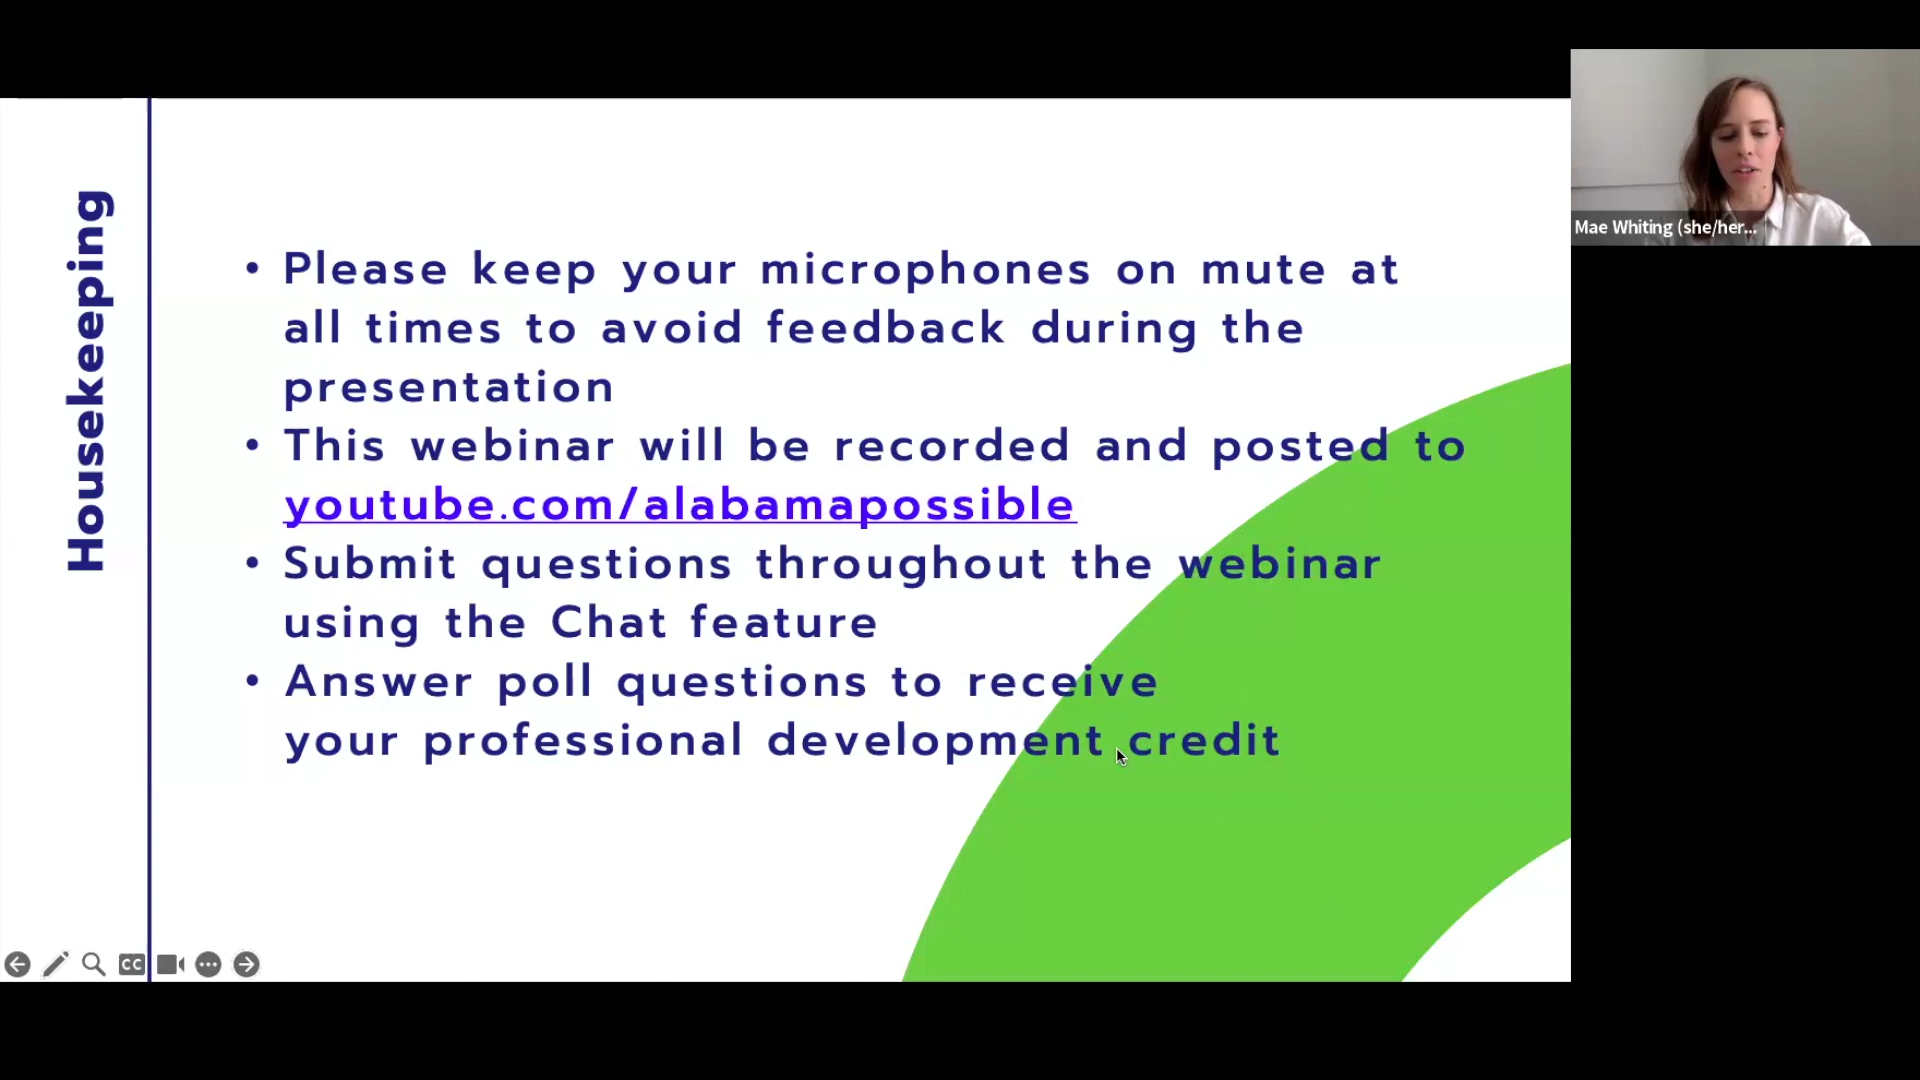 Housekeeping
• Please keep your microphones on mute at
all times to avoid feedback during the
presentation
• This webinar will be recorded and posted to
youtube.com/alabamapossible
• Submit questions throughout the webinar
using the Chat feature
• Answer poll questions to receive
your professional development credit
Mae Whiting (she/her...
CC